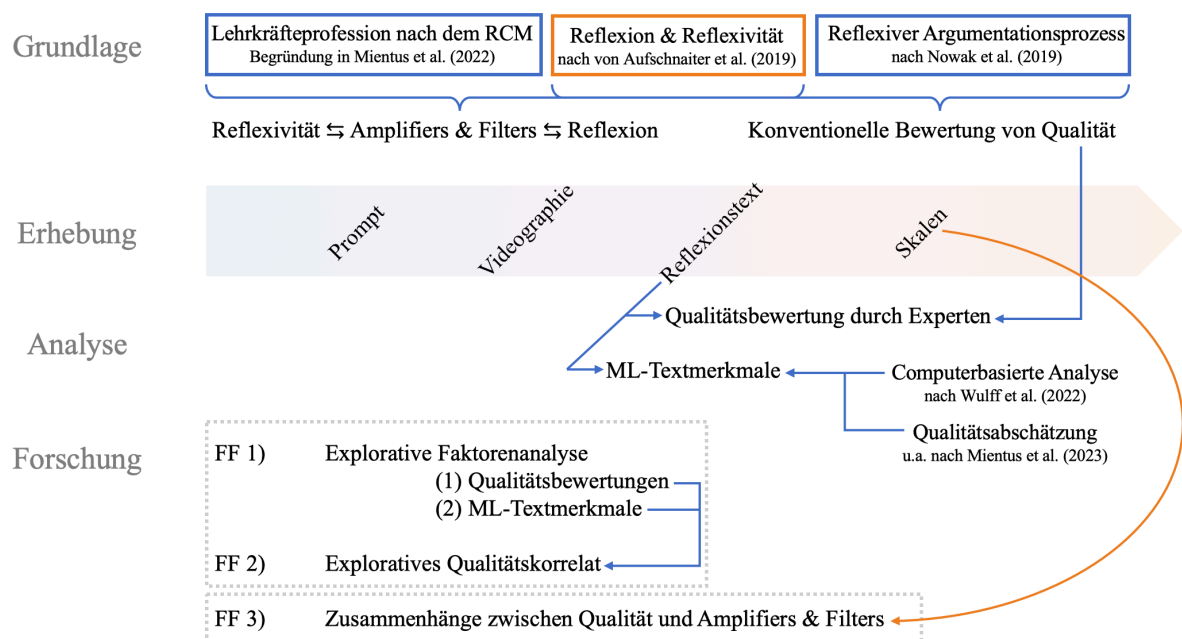 Grundlage
Lehrkräfteprofession nach dem RCM
Begründung in Mientus et al. (2022)
Reflexion & Reflexivität
nach von Aufschnaiter et al. (2019)
Reflexiver Argumentationsprozess
nach Nowak et al. (2019)
Reflexivität ⇆ Amplifiers & Filters ⇆ Reflexion
Konventionelle Bewertung von Qualität
Erhebung
Prompt
Videographie
Reflexionstext
Skalen
Analyse
Qualitätsbewertung durch Experten
ML-Textmerkmale
Computerbasierte Analyse
nach Wulff et al. (2022)
Qualitätsabschätzung
u.a. nach Mientus et al. (2023)
Forschung
FF 1) Explorative Faktorenanalyse
(1) Qualitätsbewertungen
(2) ML-Textmerkmale
FF 2) Exploratives Qualitätskorrelat
FF 3) Zusammenhänge zwischen Qualität und Amplifiers & Filters